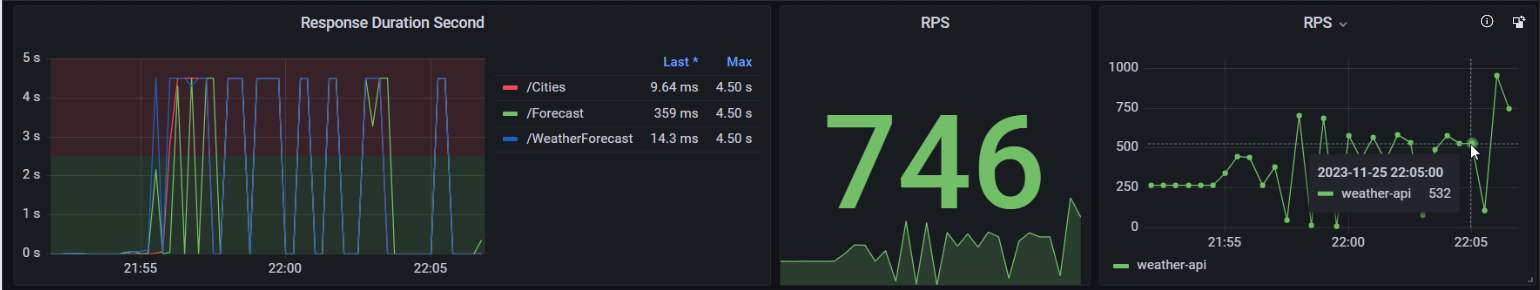 Response Duration Second
5 s
4 s
3 s
2 s
1 s
0 s
21:55
22:00
22:05
Last * Max
/Cities 9.64 ms 4.50 s
/Forecast 359 ms 4.50 s
/WeatherForecast 14.3 ms 4.50 s
RPS
746
RPS
1000
750
500
250
0
2023-11-25 22:05:00
weather-api 532
21:55
22:00
22:05
weather-api